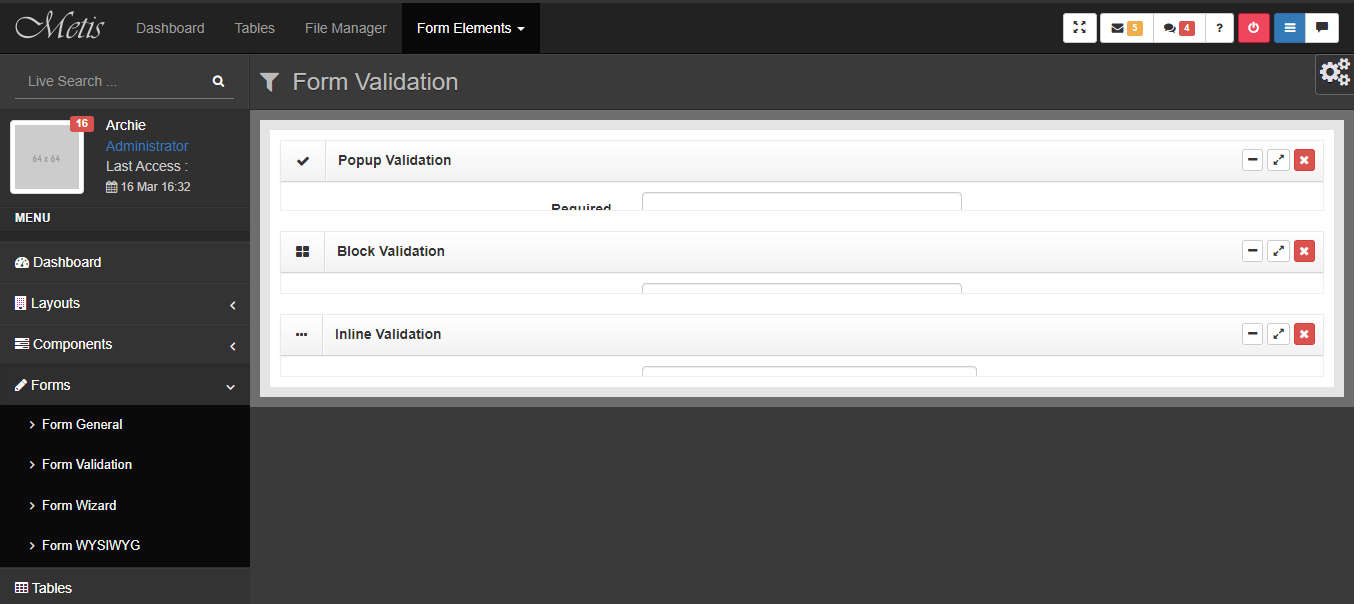 Metis Dashboard Tables File Manager Form Elements 5 4 ?
Live Search ...
Form Validation
16
64 x 64
Archie
Administrator
Last Access :
16 Mar 16:32
MENU
Dashboard
Layouts
Components
Forms
Form General
Form Validation
Form Wizard
Form WYSIWYG
Tables
Popup Validation
Required
Block Validation
Inline Validation